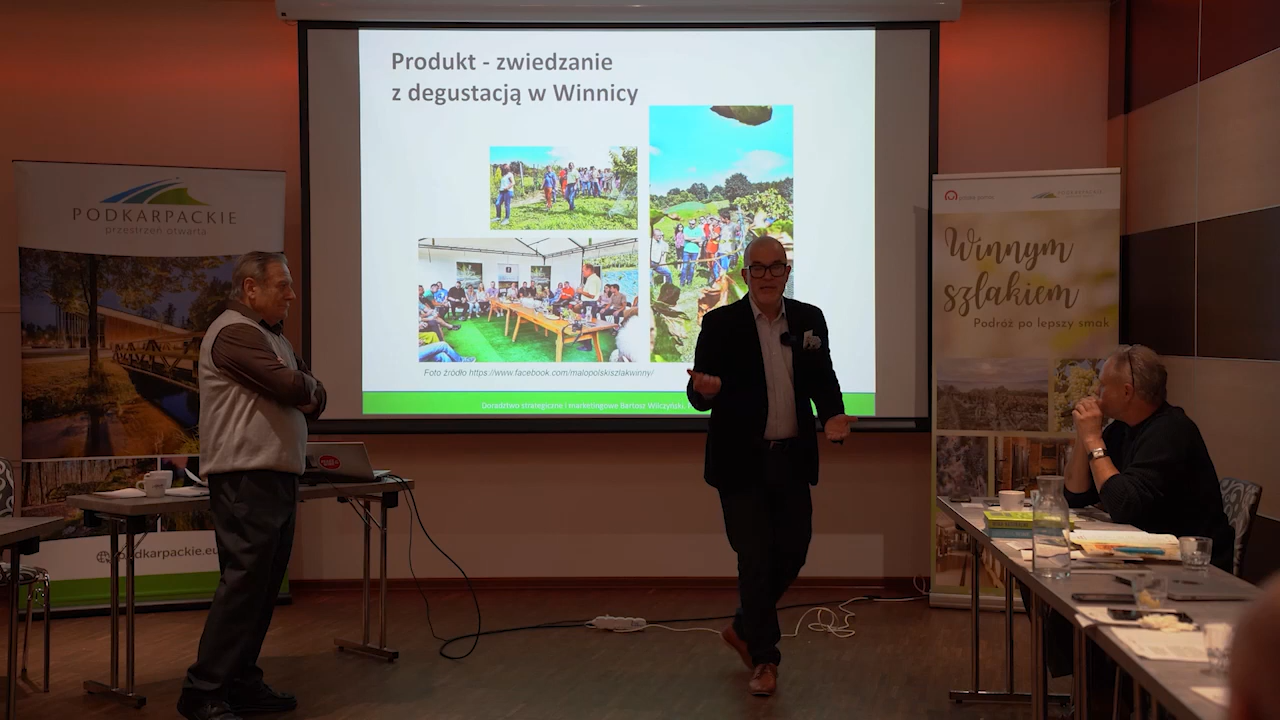 Produkt - zwiedzanie
z degustacją w Winnicy
Foto źródło https://www.facebook.com/malopolskiszlakwinny/
Doradztwo strategiczne i marketingowe Bartosz Wilczyński,
PODKARPACKIE
przestrzeń otwarta
podkarpackie.eu
PODKARPACKIE
Winnym
szlakiem
Podróż po lepszy smak